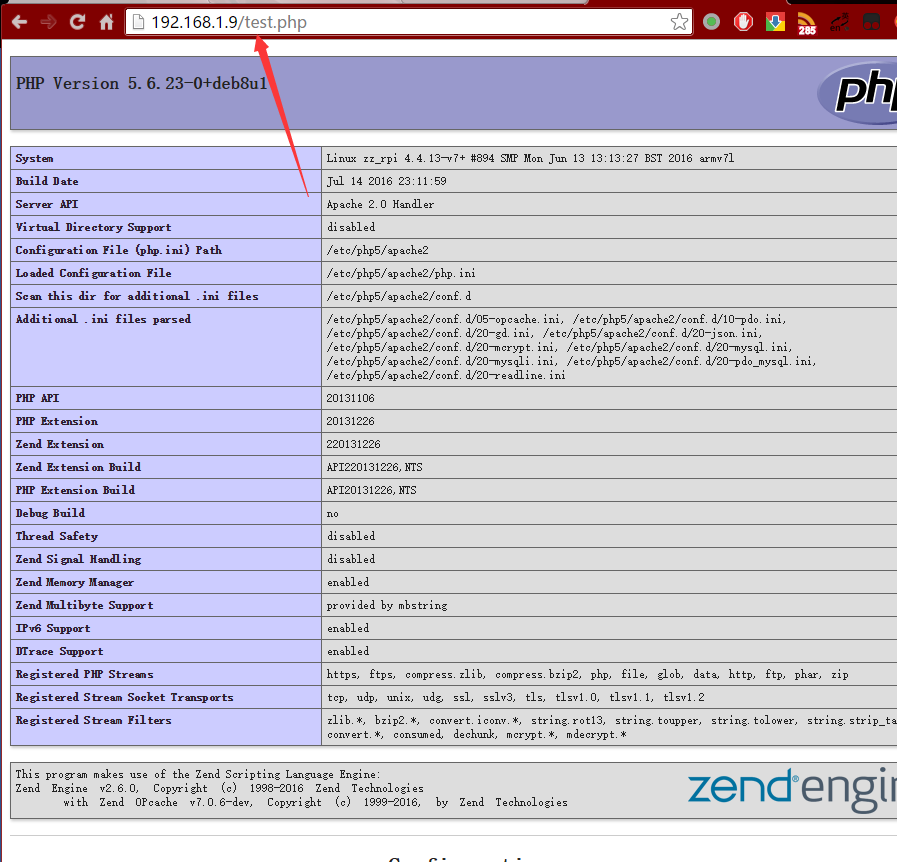 192.168.1.9/test.php
285
PHP Version 5.6.23-0+deb8u1
php
System Linux zz_rpi 4.4.13-v7+ #894 SMP Mon Jun 13 13:13:27 BST 2016 armv7l
Build Date Jul 14 2016 23:11:59
Server API Apache 2.0 Handler
Virtual Directory Support disabled
Configuration File (php.ini) Path /etc/php5/apache2
Loaded Configuration File /etc/php5/apache2/php.ini
Scan this dir for additional .ini files /etc/php5/apache2/conf.d
Additional .ini files parsed /etc/php5/apache2/conf.d/05-opcache.ini, /etc/php5/apache2/conf.d/10-pdo.ini,
/etc/php5/apache2/conf.d/20-gd.ini, /etc/php5/apache2/conf.d/20-json.ini,
/etc/php5/apache2/conf.d/20-mcrypt.ini, /etc/php5/apache2/conf.d/20-mysql.ini,
/etc/php5/apache2/conf.d/20-mysqli.ini, /etc/php5/apache2/conf.d/20-pdo_mysql.ini,
/etc/php5/apache2/conf.d/20-readline.ini
PHP API 20131106
PHP Extension 20131226
Zend Extension 220131226
Zend Extension Build API220131226,NTS
PHP Extension Build API20131226,NTS
Debug Build no
Thread Safety disabled
Zend Signal Handling disabled
Zend Memory Manager enabled
Zend Multibyte Support provided by mbstring
IPv6 Support enabled
DTrace Support enabled
Registered PHP Streams https, ftps, compress.zlib, compress.bzip2, php, file, glob, data, http, ftp, phar, zip
Registered Stream Socket Transports tcp, udp, unix, udg, ssl, sslv3, tls, tlsv1.0, tlsv1.1, tlsv1.2
Registered Stream Filters zlib.*, bzip2.*, convert.iconv.*, string.rot13, string.toupper, string.tolower, string.strip_ta
convert.*, consumed, dechunk, mcrypt.*, mdecrypt.*
This program makes use of the Zend Scripting Language Engine:
Zend Engine v2.6.0, Copyright (c) 1998-2016 Zend Technologies
with Zend OPcache v7.0.6-dev, Copyright (c) 1999-2016, by Zend Technologies
zend® engin